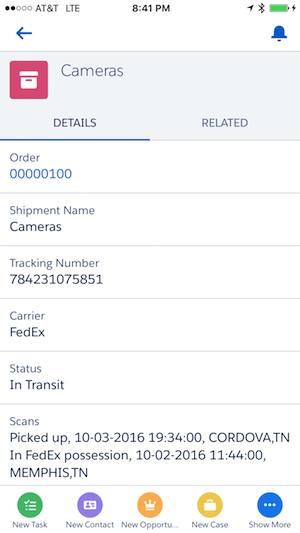 AT&T LTE 8:41 PM
Cameras
DETAILS RELATED
Order
00000100
Shipment Name
Cameras
Tracking Number
784231075851
Carrier
FedEx
Status
In Transit
Scans
Picked up, 10-03-2016 19:34:00, CORDOVA,TN
In FedEx possession, 10-02-2016 11:44:00,
MEMPHIS,TN
New Task New Contact New Opportu... New Case Show More